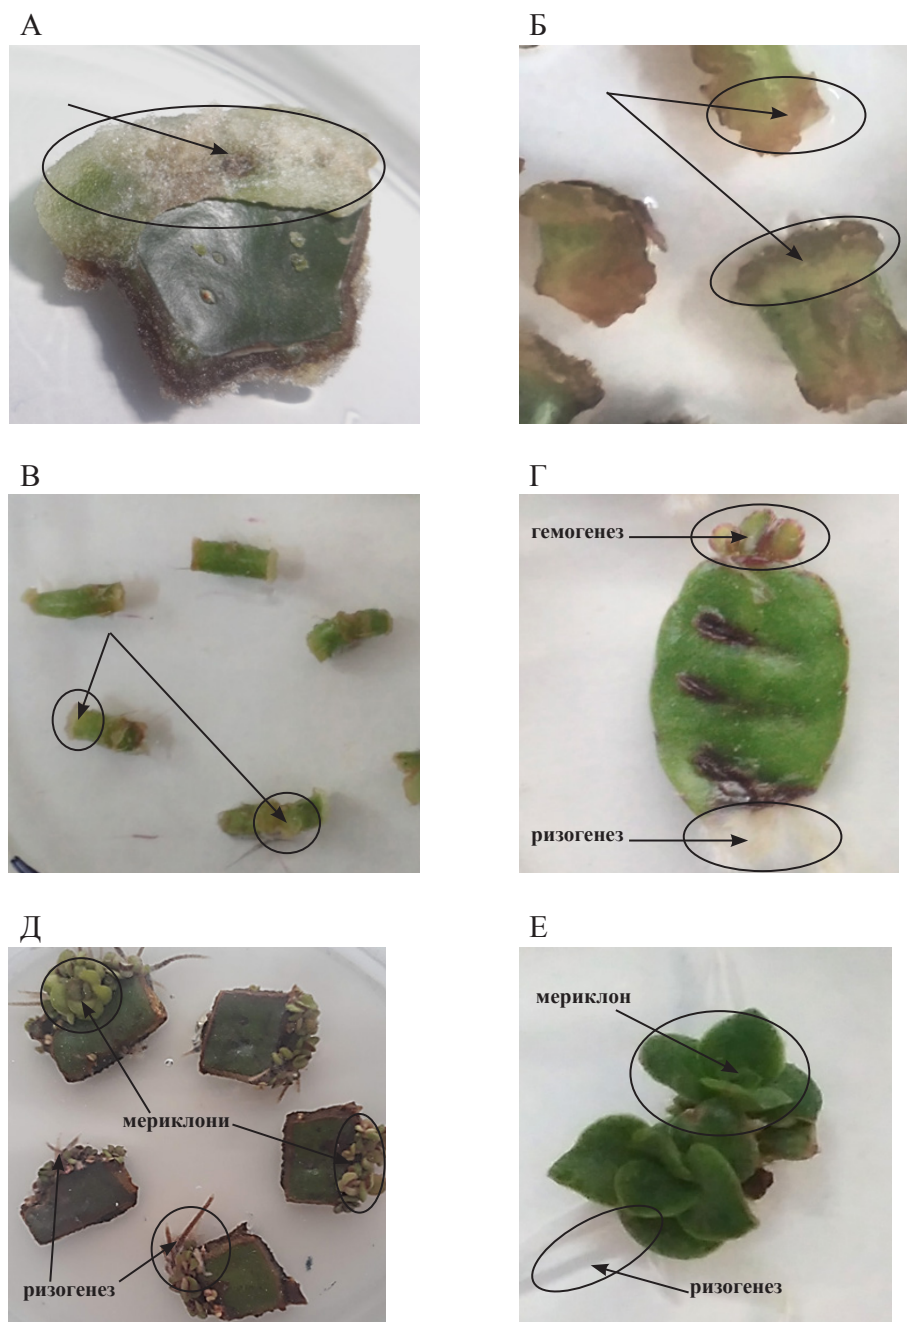 А
Б
В
Г
гемогенез
ризогенез
Д
Е
мериклон
мериклони
ризогенез
ризогенез